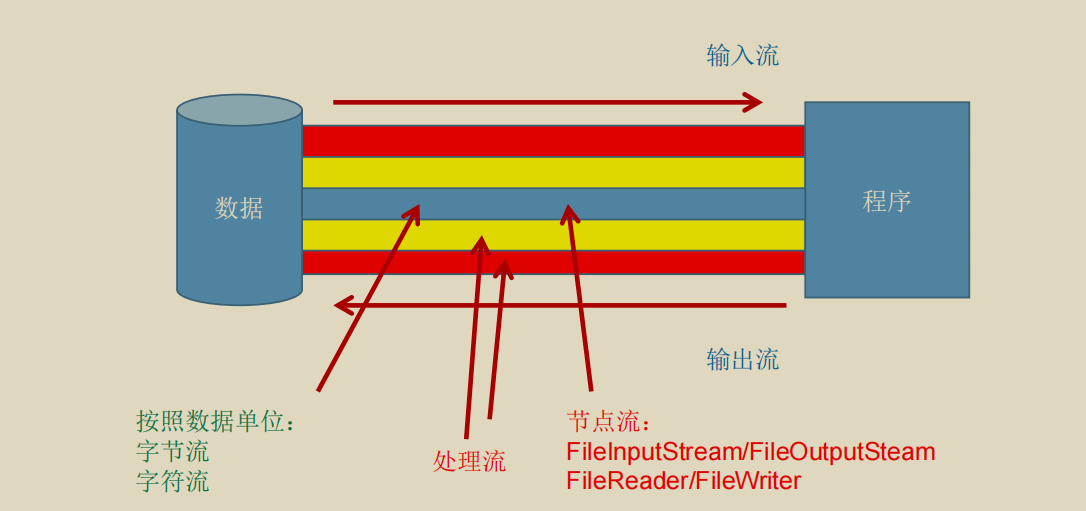 输入流
数据
程序
输出流
按照数据单位：
字节流
字符流
处理流
节点流：
FileInputStream/FileOutputSteam
FileReader/FileWriter